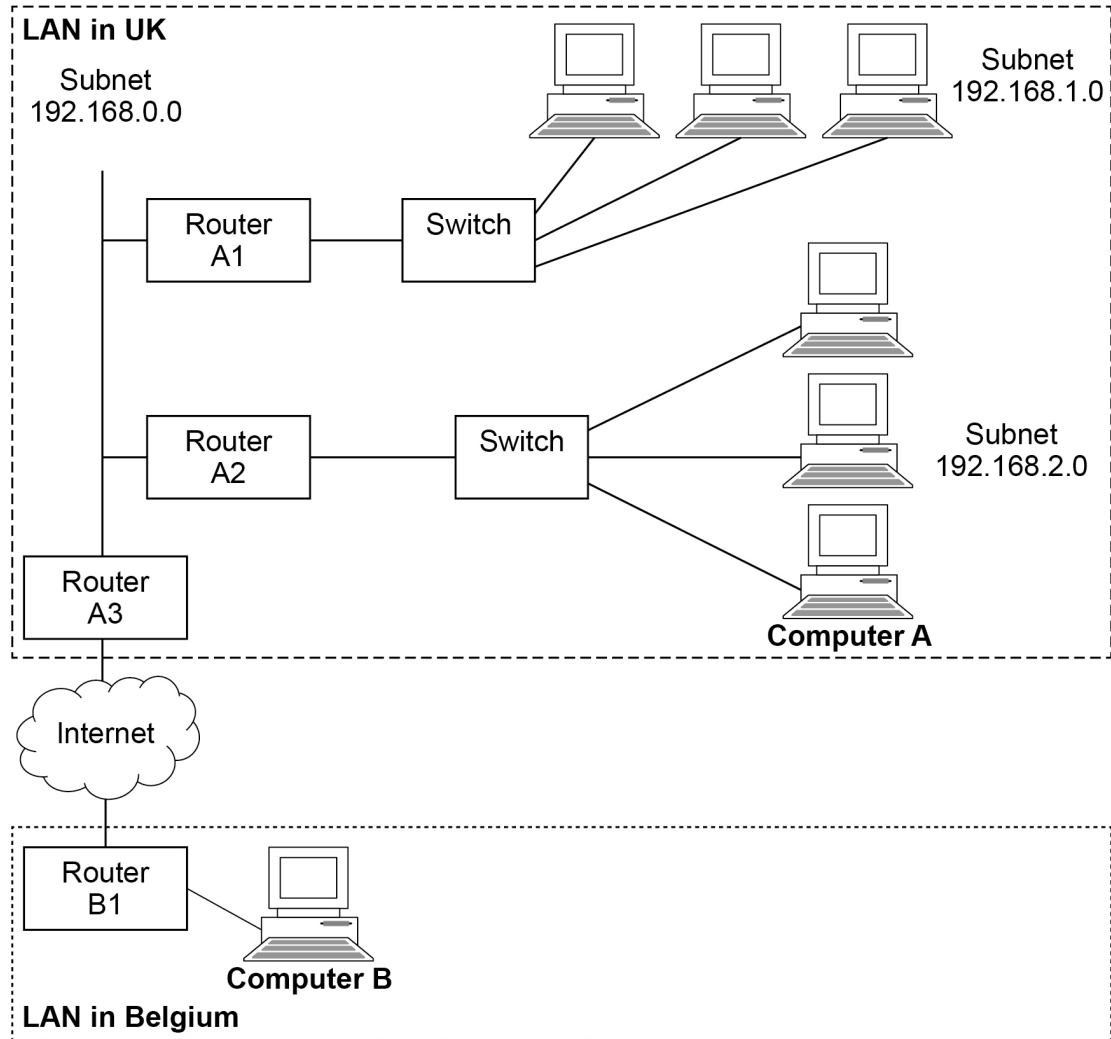 LAN in UK
Subnet
192.168.0.0
Subnet
192.168.1.0
Router
A1
Switch
Router
A2
Switch
Subnet
192.168.2.0
Router
A3
Computer A
Internet
Router
B1
Computer B
LAN in Belgium